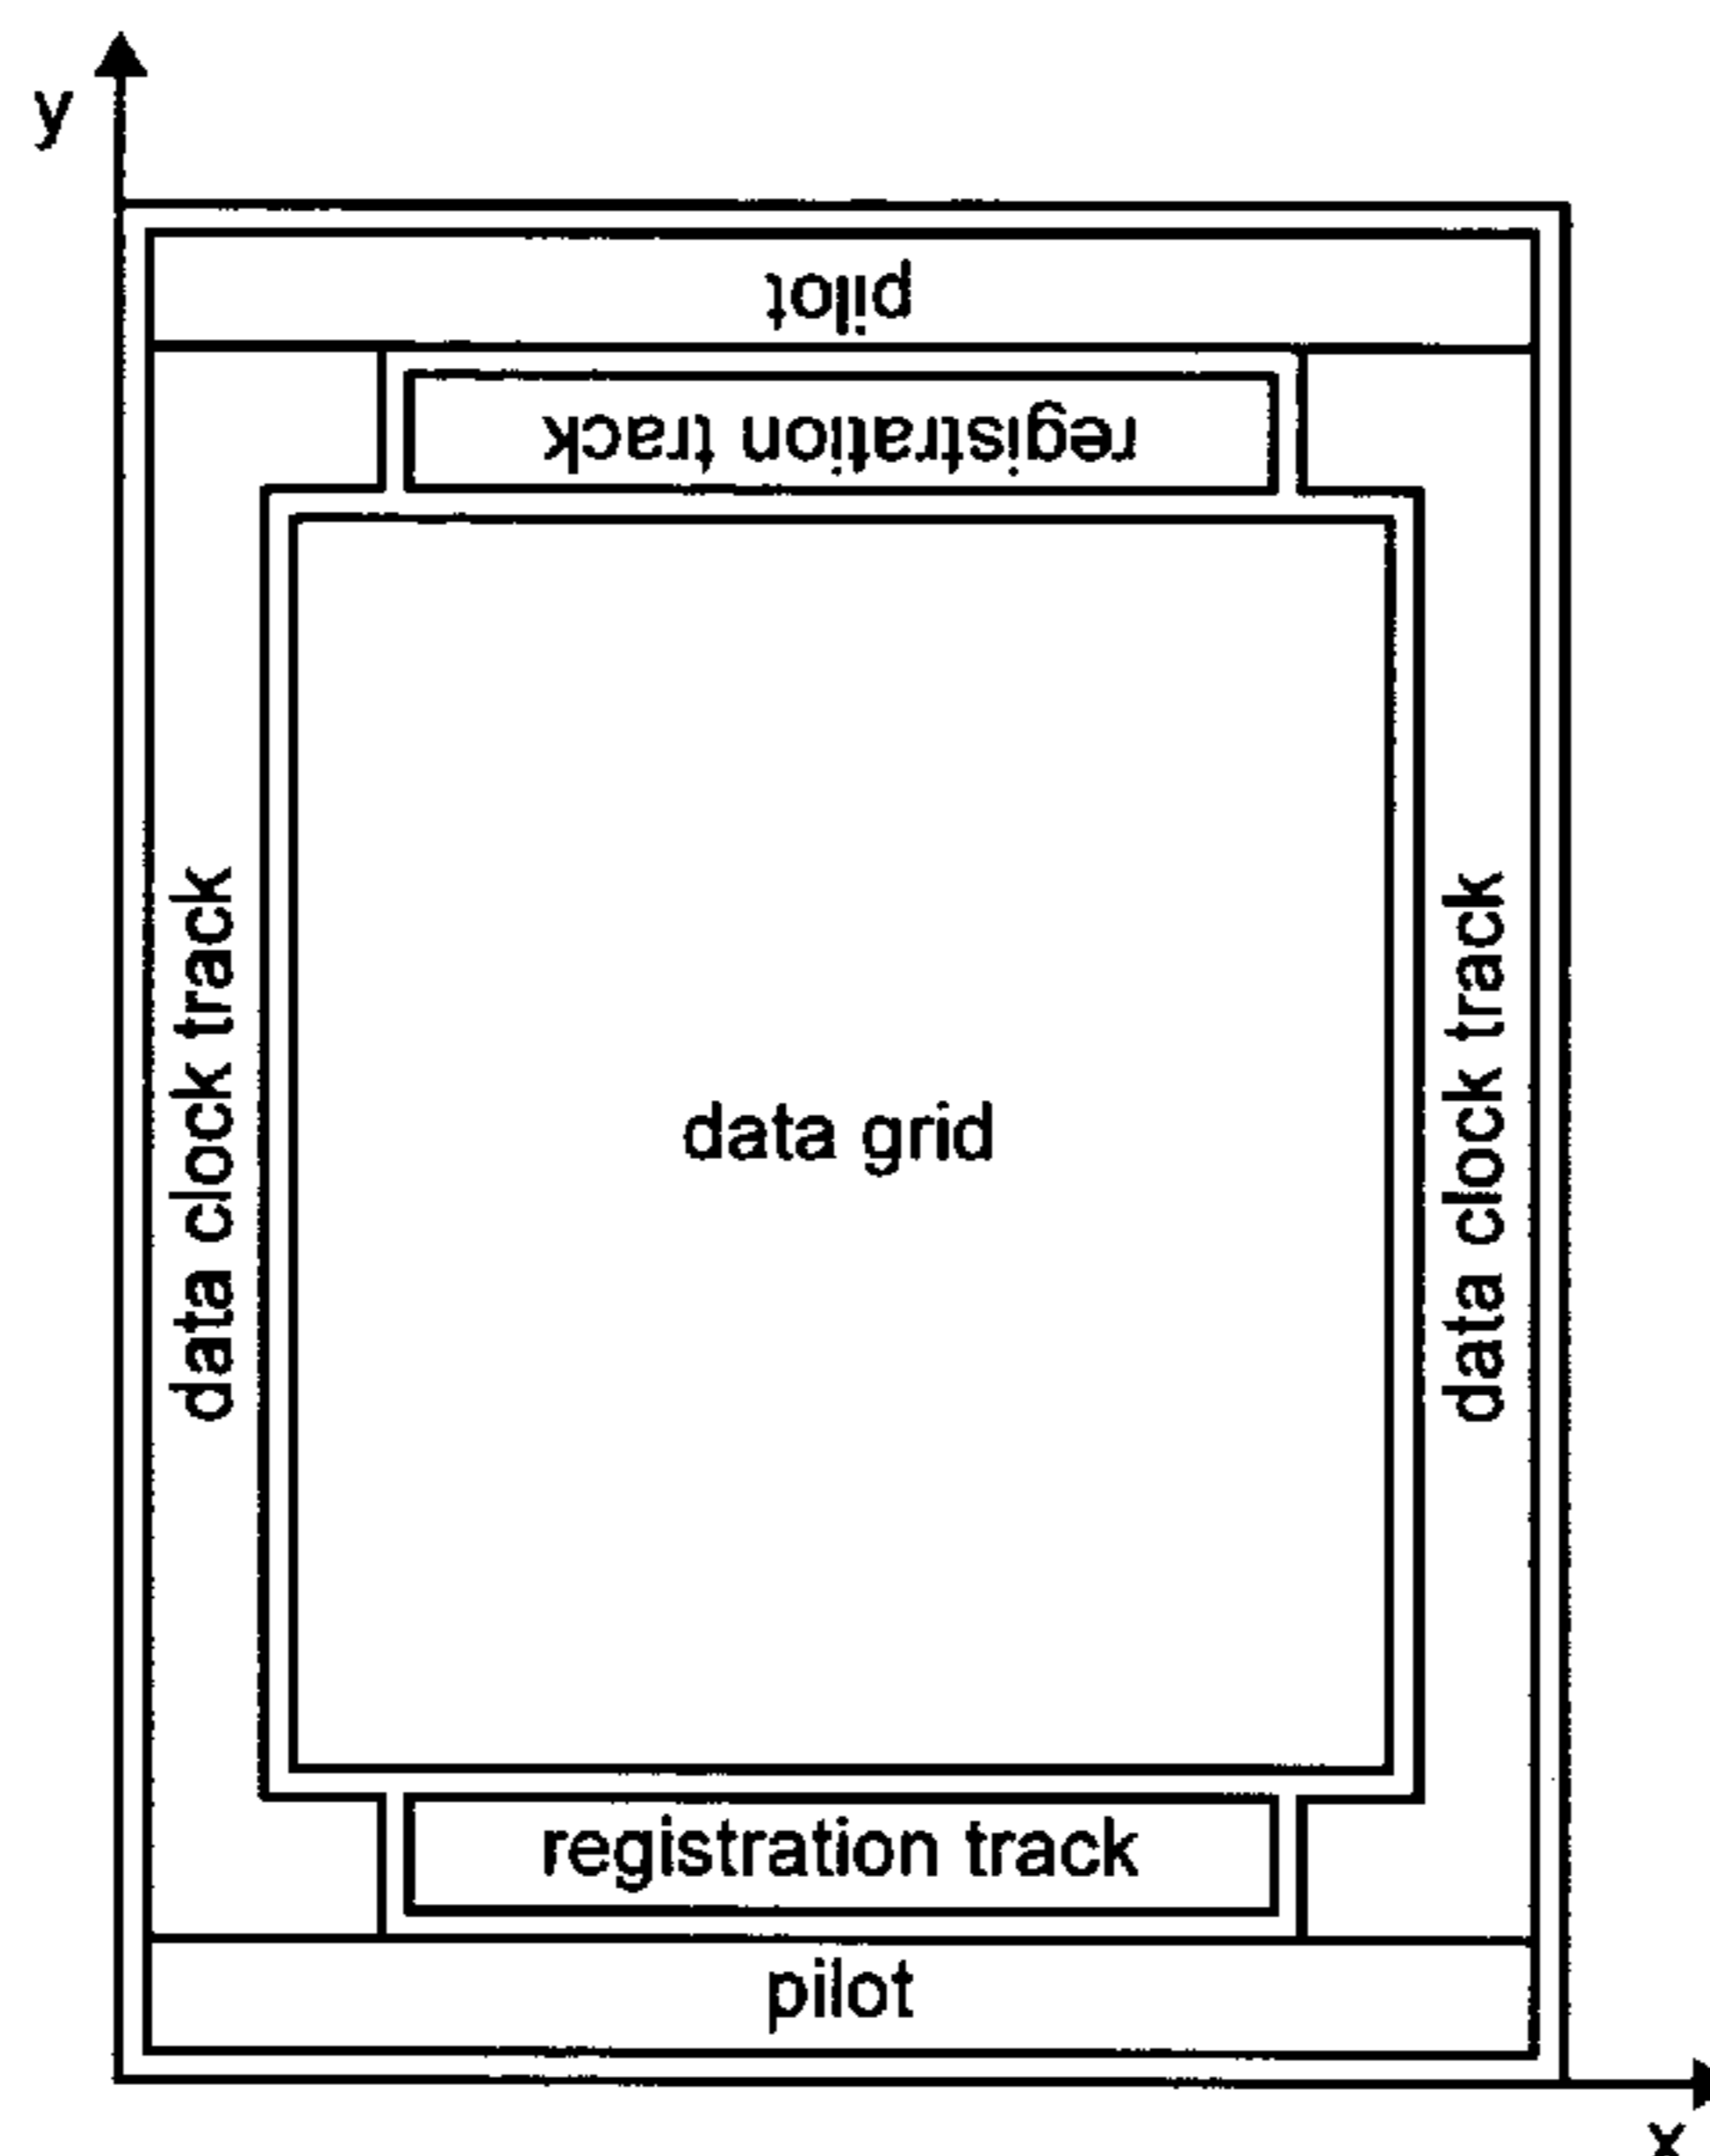 y
pilot
registration track
data clock track
data grid
data clock track
registration track
pilot
x